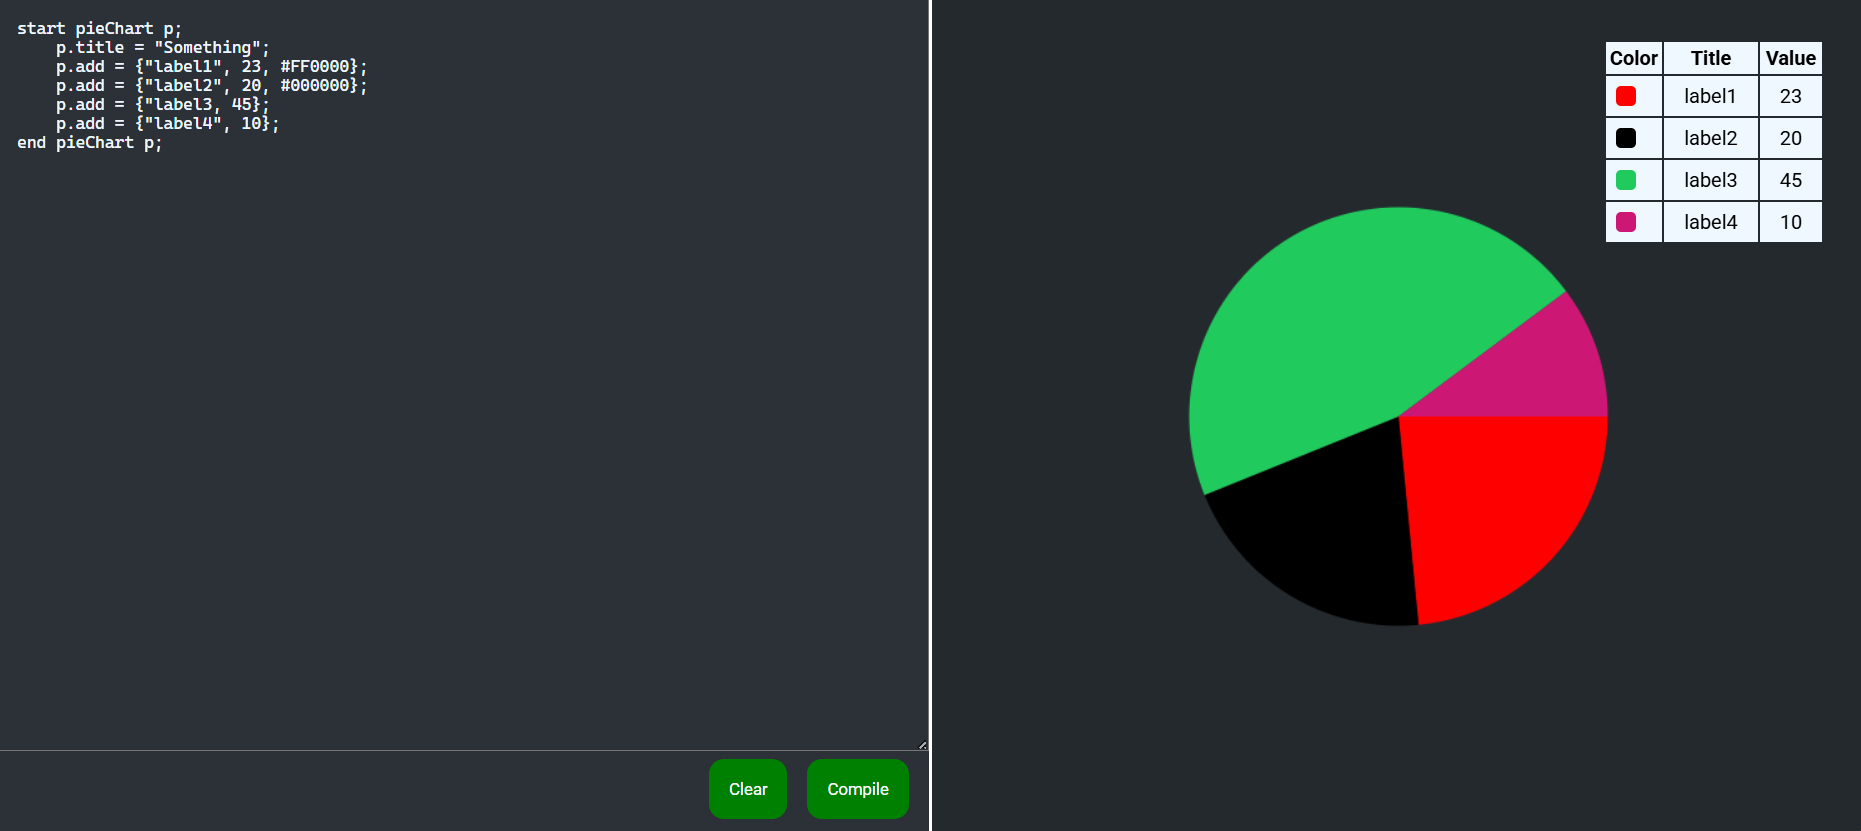 start pieChart p;
    p.title = "Something";
    p.add = {"label1", 23, #FF0000};
    p.add = {"label2", 20, #000000};
    p.add = {"label3, 45};
    p.add = {"label4", 10};
end pieChart p;
Clear Compile
Color Title Value
label1 23
label2 20
label3 45
label4 10